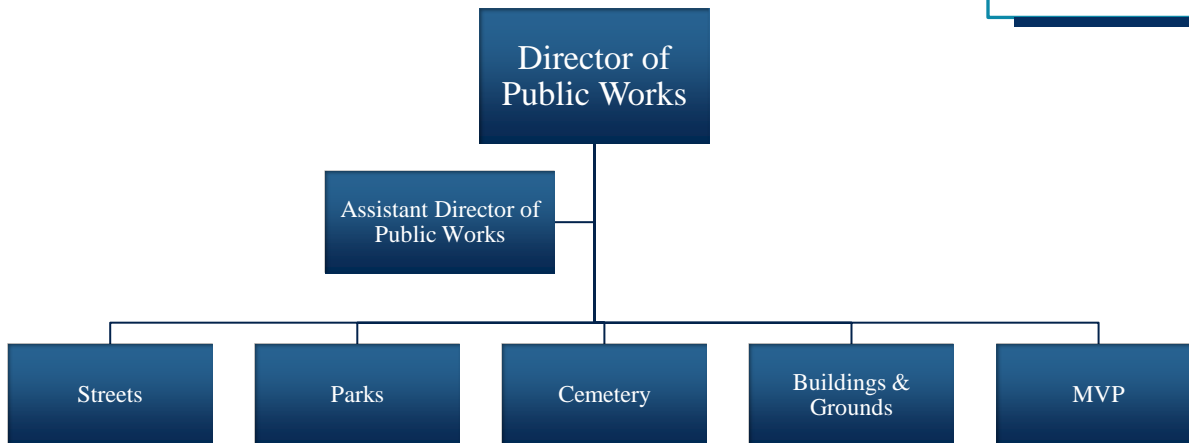 Director of
Public Works
Assistant Director of
Public Works
Streets
Parks
Cemetery
Buildings &
Grounds
MVP